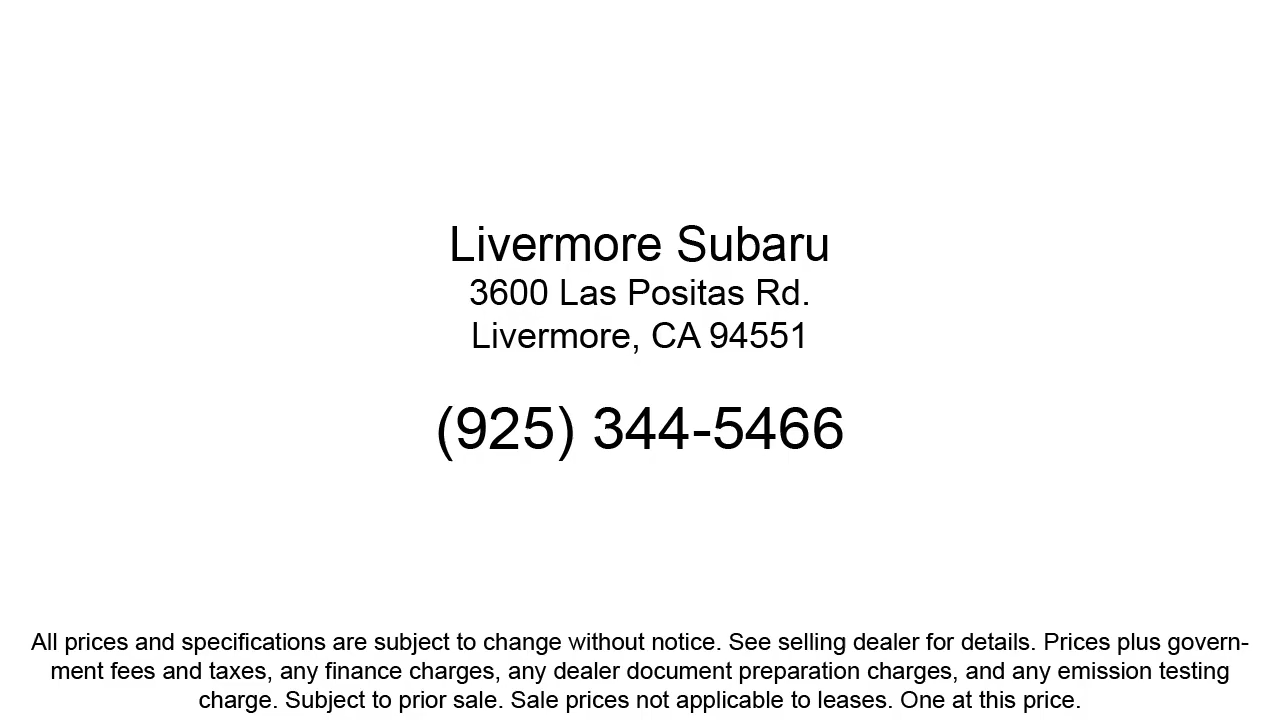 Livermore Subaru
3600 Las Positas Rd.
Livermore, CA 94551
(925) 344-5466
All prices and specifications are subject to change without notice. See selling dealer for details. Prices plus govern-
ment fees and taxes, any finance charges, any dealer document preparation charges, and any emission testing
charge. Subject to prior sale. Sale prices not applicable to leases. One at this price.